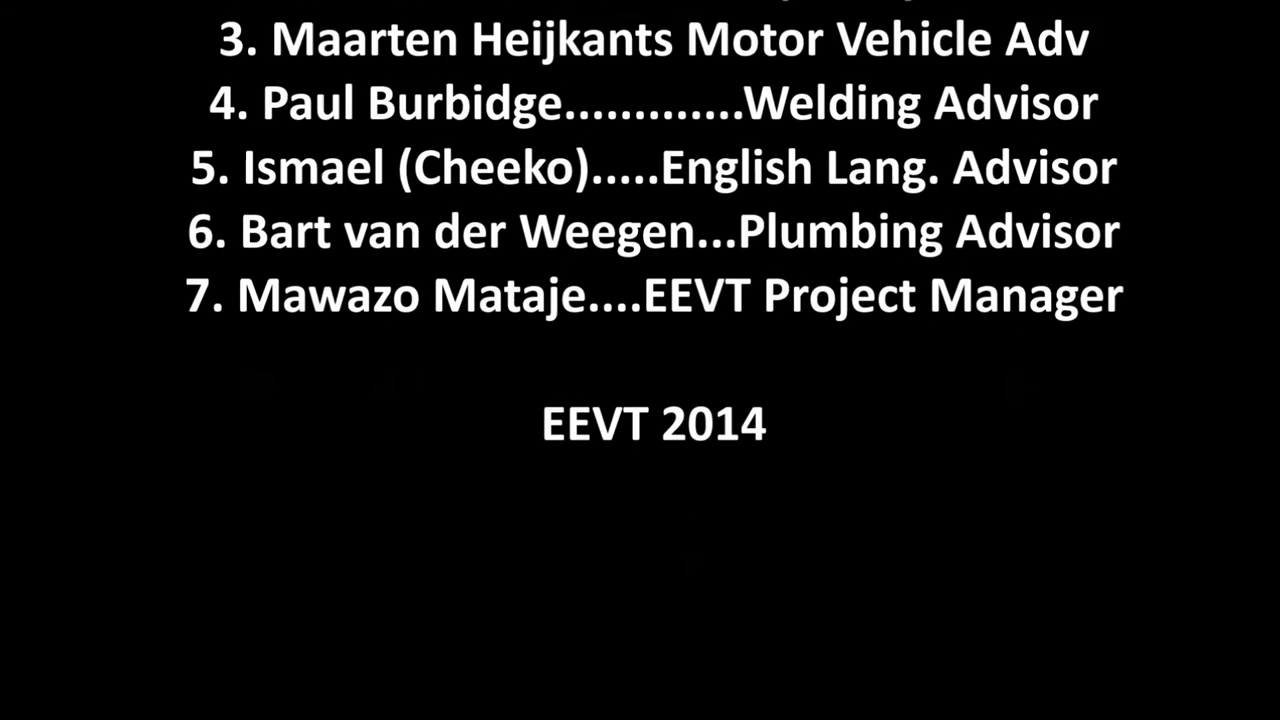 3. Maarten Heijkants Motor Vehicle Adv
4. Paul Burbidge.............Welding Advisor
5. Ismael (Cheeko).....English Lang. Advisor
6. Bart van der Weegen...Plumbing Advisor
7. Mawazo Mataje....EEVT Project Manager
EEVT 2014